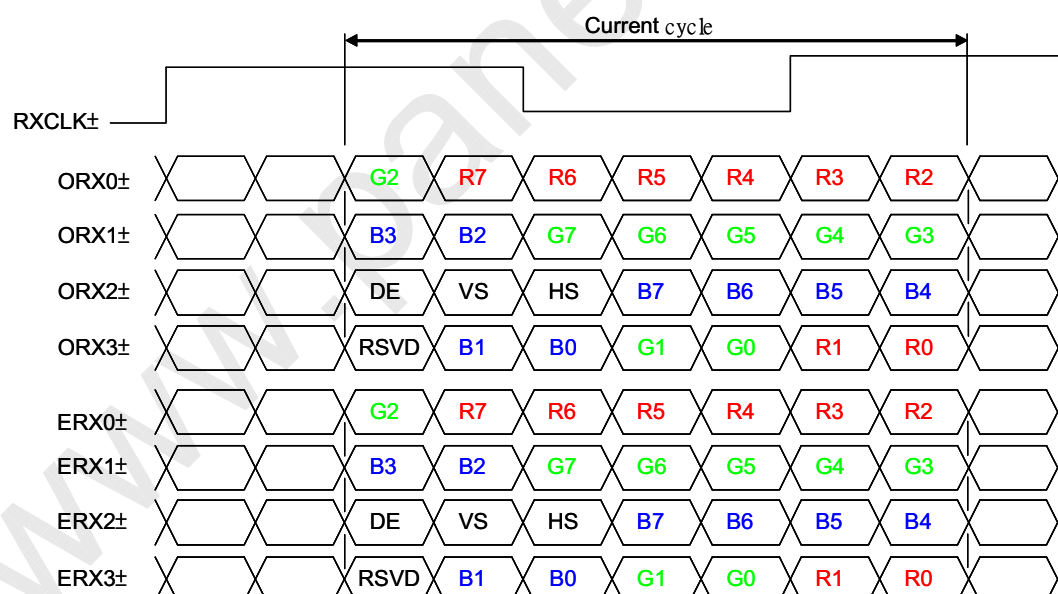 Current cycle
RXCLK±
ORX0± G2 R7 R6 R5 R4 R3 R2
ORX1± B3 B2 G7 G6 G5 G4 G3
ORX2± DE VS HS B7 B6 B5 B4
ORX3± RSVD B1 B0 G1 G0 R1 R0
ERX0± G2 R7 R6 R5 R4 R3 R2
ERX1± B3 B2 G7 G6 G5 G4 G3
ERX2± DE VS HS B7 B6 B5 B4
ERX3± RSVD B1 B0 G1 G0 R1 R0
www.pane